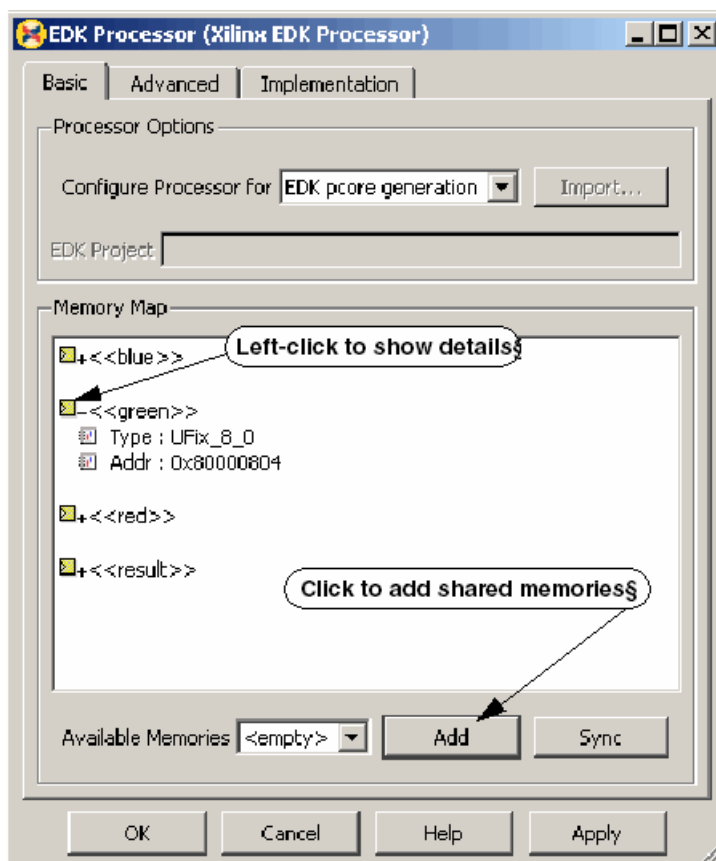 EDK Processor (Xilinx EDK Processor)
Basic Advanced Implementation
Processor Options
Configure Processor for EDK pcore generation Import...
EDK Project
Memory Map
+<<blue>>
Left-click to show details§
-<<green>>
Type : UFix_8_0
Addr : 0x80000804
+<<red>>
+<<result>>
Click to add shared memories§
Available Memories <empty> Add Sync
OK Cancel Help Apply